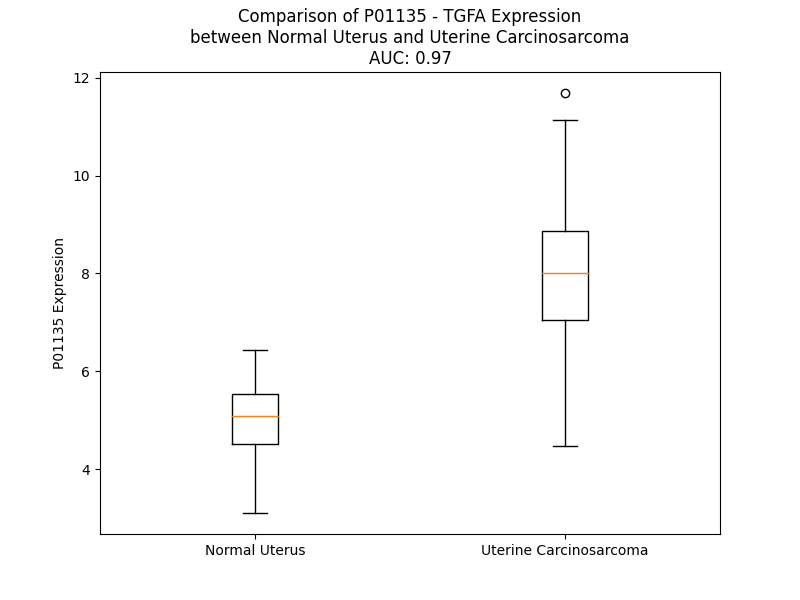 Comparison of P01135 - TGFA Expression
between Normal Uterus and Uterine Carcinosarcoma
AUC: 0.97
12
10
8
6
4
P01135 Expression
Normal Uterus
Uterine Carcinosarcoma